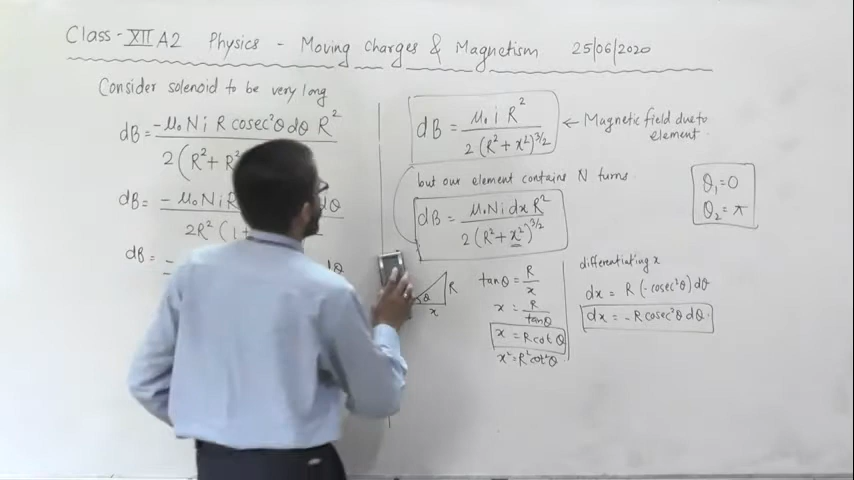 Class - XII A2 Physics - Moving Charges & Magnetism 25/06/2020
Consider solenoid to be very long
dB = -μ₀ N i R cosec²θ dθ R²
2(R² + R²
dB = - μ₀ N i R dθ
2R² (1+
dB = - dθ
dB = μ₀ i R²
2 (R² + x²)^3/2
← Magnetic field due to
element.
but our element contains N turns.
dB = μ₀ N i dx R²
2 (R² + x²)^3/2
θ₁ = 0
θ₂ = π
θ R
x
tanθ = R/x
x = R/tanθ
x = R cot θ
x² = R² cot²θ
differentiating x
dx = R (-cosec²θ) dθ
dx = -R cosec²θ dθ.